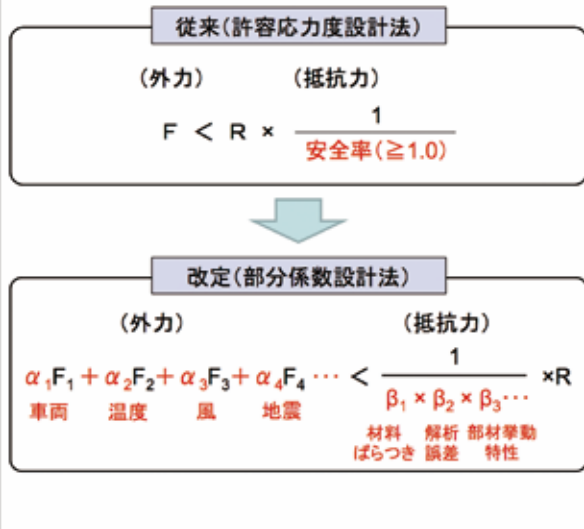 従来(許容応力度設計法)
(外力) (抵抗力)
F < R × 1
安全率(≧1.0)
改定(部分係数設計法)
(外力) (抵抗力)
α1F1 + α2F2 + α3F3 + α4F4 ··· < 1 ×R
β1 × β2 × β3···
車両 温度 風 地震
材料 解析 部材挙動
ばらつき 誤差 特性